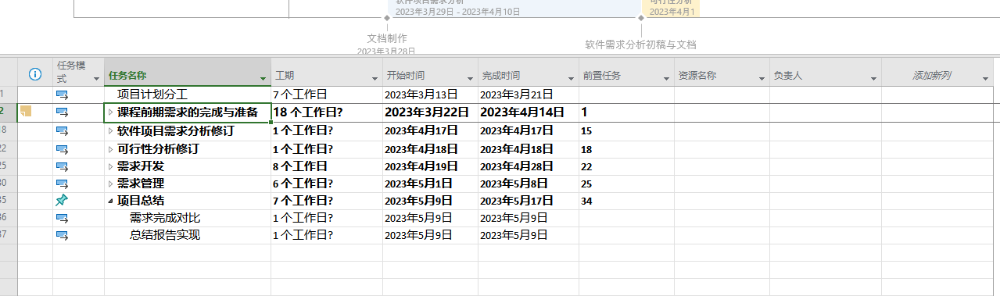 软件项目需求分析
可行性分析
2023年3月29日 - 2023年4月10日
2023年4月1
文档制作
2023年3月28日
软件需求分析初稿与文档
任务模式 任务名称 工期 开始时间 完成时间 前置任务 资源名称 负责人 添加新列
1 项目计划分工 7 个工作日 2023年3月13日 2023年3月21日
2 课程前期需求的完成与准备 18 个工作日? 2023年3月22日 2023年4月14日 1
18 软件项目需求分析修订 1 个工作日? 2023年4月17日 2023年4月17日 15
22 可行性分析修订 1 个工作日? 2023年4月18日 2023年4月18日 18
25 需求开发 8 个工作日 2023年4月19日 2023年4月28日 22
30 需求管理 6 个工作日? 2023年5月1日 2023年5月8日 25
35 项目总结 7 个工作日? 2023年5月9日 2023年5月17日 34
36 需求完成对比 1 个工作日? 2023年5月9日 2023年5月9日
37 总结报告实现 1 个工作日? 2023年5月9日 2023年5月9日